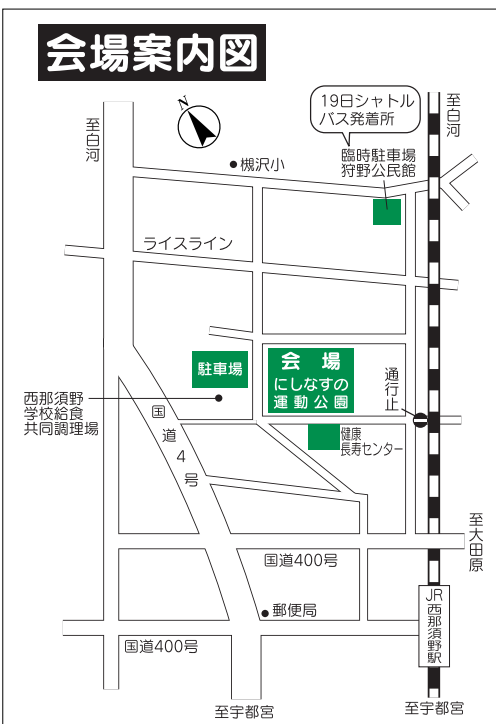 会場案内図
N
19日シャトル
バス発着所
至白河
至白河
臨時駐車場
狩野公民館
槻沢小
ライスライン
駐車場
会場
にしなすの
運動公園
通行止
西那須野
学校給食
共同調理場
国道4号
健康
長寿センター
至大田原
国道400号
JR西那須野駅
郵便局
国道400号
至宇都宮
至宇都宮